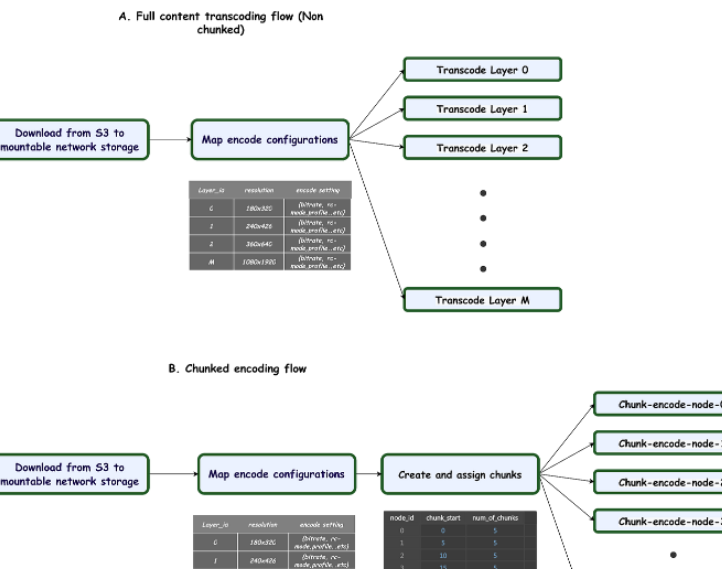 A. Full content transcoding flow (Non
chunked)
Transcode Layer 0
Transcode Layer 1
Download from S3 to
mountable network storage
Map encode configurations
Transcode Layer 2
Layer_id resolution encode setting
0 180x320 (bitrate, rc-
mode,profile..etc)
1 240x426 (bitrate, rc-
mode,profile..etc)
2 360x640 (bitrate, rc-
mode,profile..etc)
M 1080x1920 (bitrate, rc-
mode,profile..etc)
Transcode Layer M
B. Chunked encoding flow
Chunk-encode-node-0
Chunk-encode-node-
Download from S3 to
mountable network storage
Map encode configurations
Create and assign chunks
Chunk-encode-node-2
Chunk-encode-node-3
Layer_id resolution encode setting
0 180x320 (bitrate, rc-
mode,profile..etc)
1 240x426 (bitrate, rc-
mode,profile..etc)
node_id chunk_start num_of_chunks
0 0 5
1 5 5
2 10 5
3 15 5